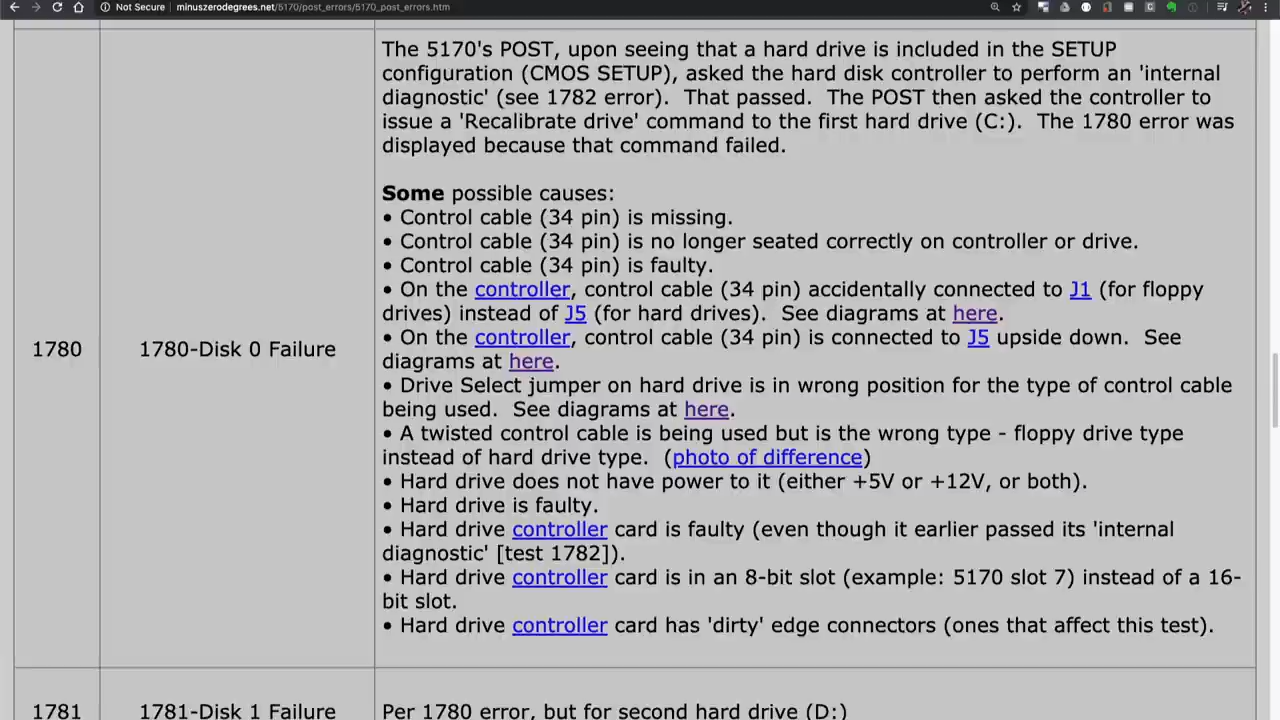 Not Secure | minuszerodegrees.net/5170/post_errors/5170_post_errors.htm
The 5170's POST, upon seeing that a hard drive is included in the SETUP
configuration (CMOS SETUP), asked the hard disk controller to perform an 'internal
diagnostic' (see 1782 error).  That passed.  The POST then asked the controller to
issue a 'Recalibrate drive' command to the first hard drive (C:).  The 1780 error was
displayed because that command failed.
Some possible causes:
• Control cable (34 pin) is missing.
• Control cable (34 pin) is no longer seated correctly on controller or drive.
• Control cable (34 pin) is faulty.
• On the controller, control cable (34 pin) accidentally connected to J1 (for floppy
drives) instead of J5 (for hard drives).  See diagrams at here.
• On the controller, control cable (34 pin) is connected to J5 upside down.  See
1780 1780-Disk 0 Failure
diagrams at here.
• Drive Select jumper on hard drive is in wrong position for the type of control cable
being used.  See diagrams at here.
• A twisted control cable is being used but is the wrong type - floppy drive type
instead of hard drive type.  (photo of difference)
• Hard drive does not have power to it (either +5V or +12V, or both).
• Hard drive is faulty.
• Hard drive controller card is faulty (even though it earlier passed its 'internal
diagnostic' [test 1782]).
• Hard drive controller card is in an 8-bit slot (example: 5170 slot 7) instead of a 16-
bit slot.
• Hard drive controller card has 'dirty' edge connectors (ones that affect this test).
1781 1781-Disk 1 Failure Per 1780 error, but for second hard drive (D:)